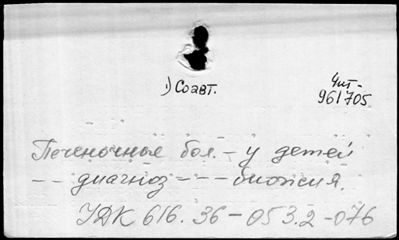 1) Соавт.
Чит-
961705
Печеночные бол. - у детей
-- диагноз --- биопсия.
УДК 616.36-053.2-076